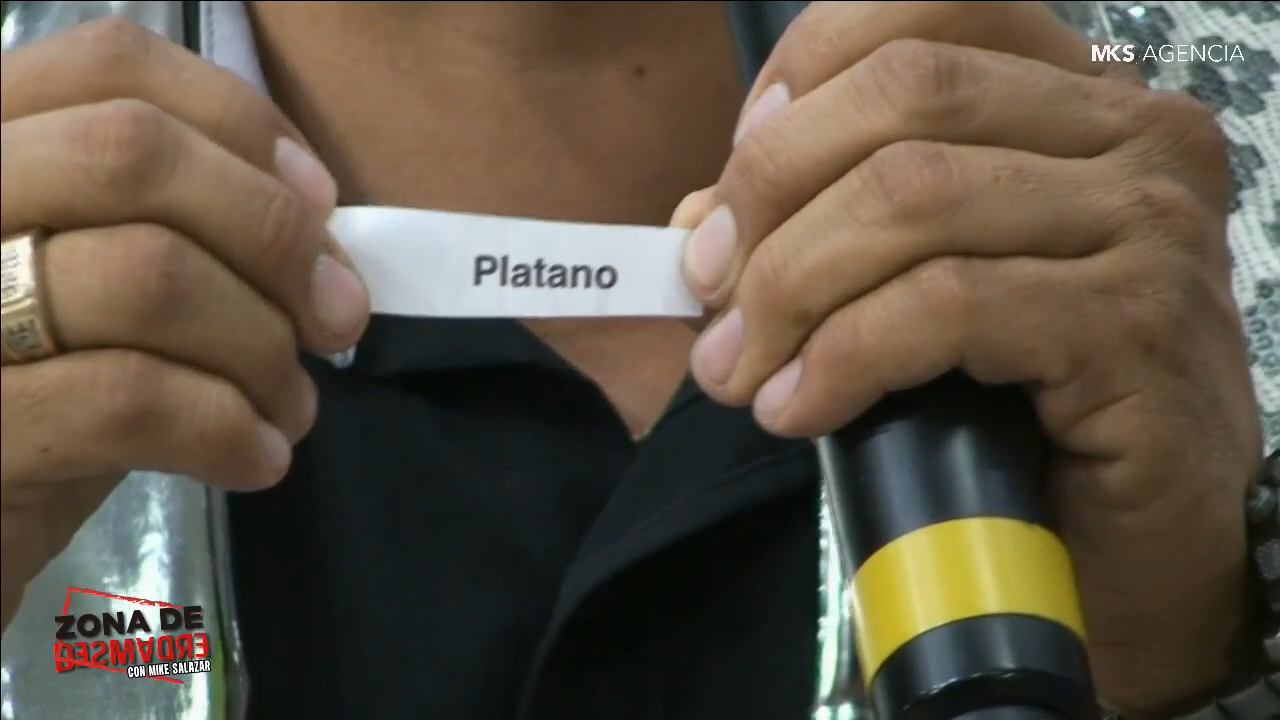 MKS AGENCIA
Platano
ZONA DE
DESMADRE
CON MIKE SALAZAR